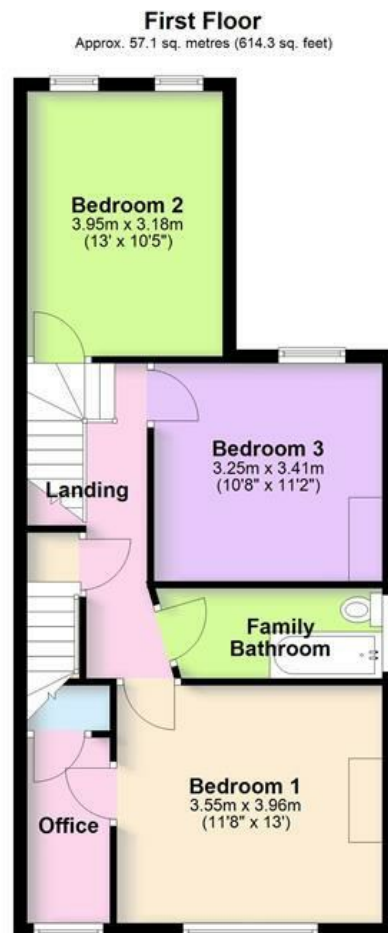 First Floor
Approx. 57.1 sq. metres (614.3 sq. feet)
Bedroom 2
3.95m x 3.18m
(13' x 10'5")
Bedroom 3
3.25m x 3.41m
(10'8" x 11'2")
Landing
Family
Bathroom
Bedroom 1
3.55m x 3.96m
(11'8" x 13')
Office